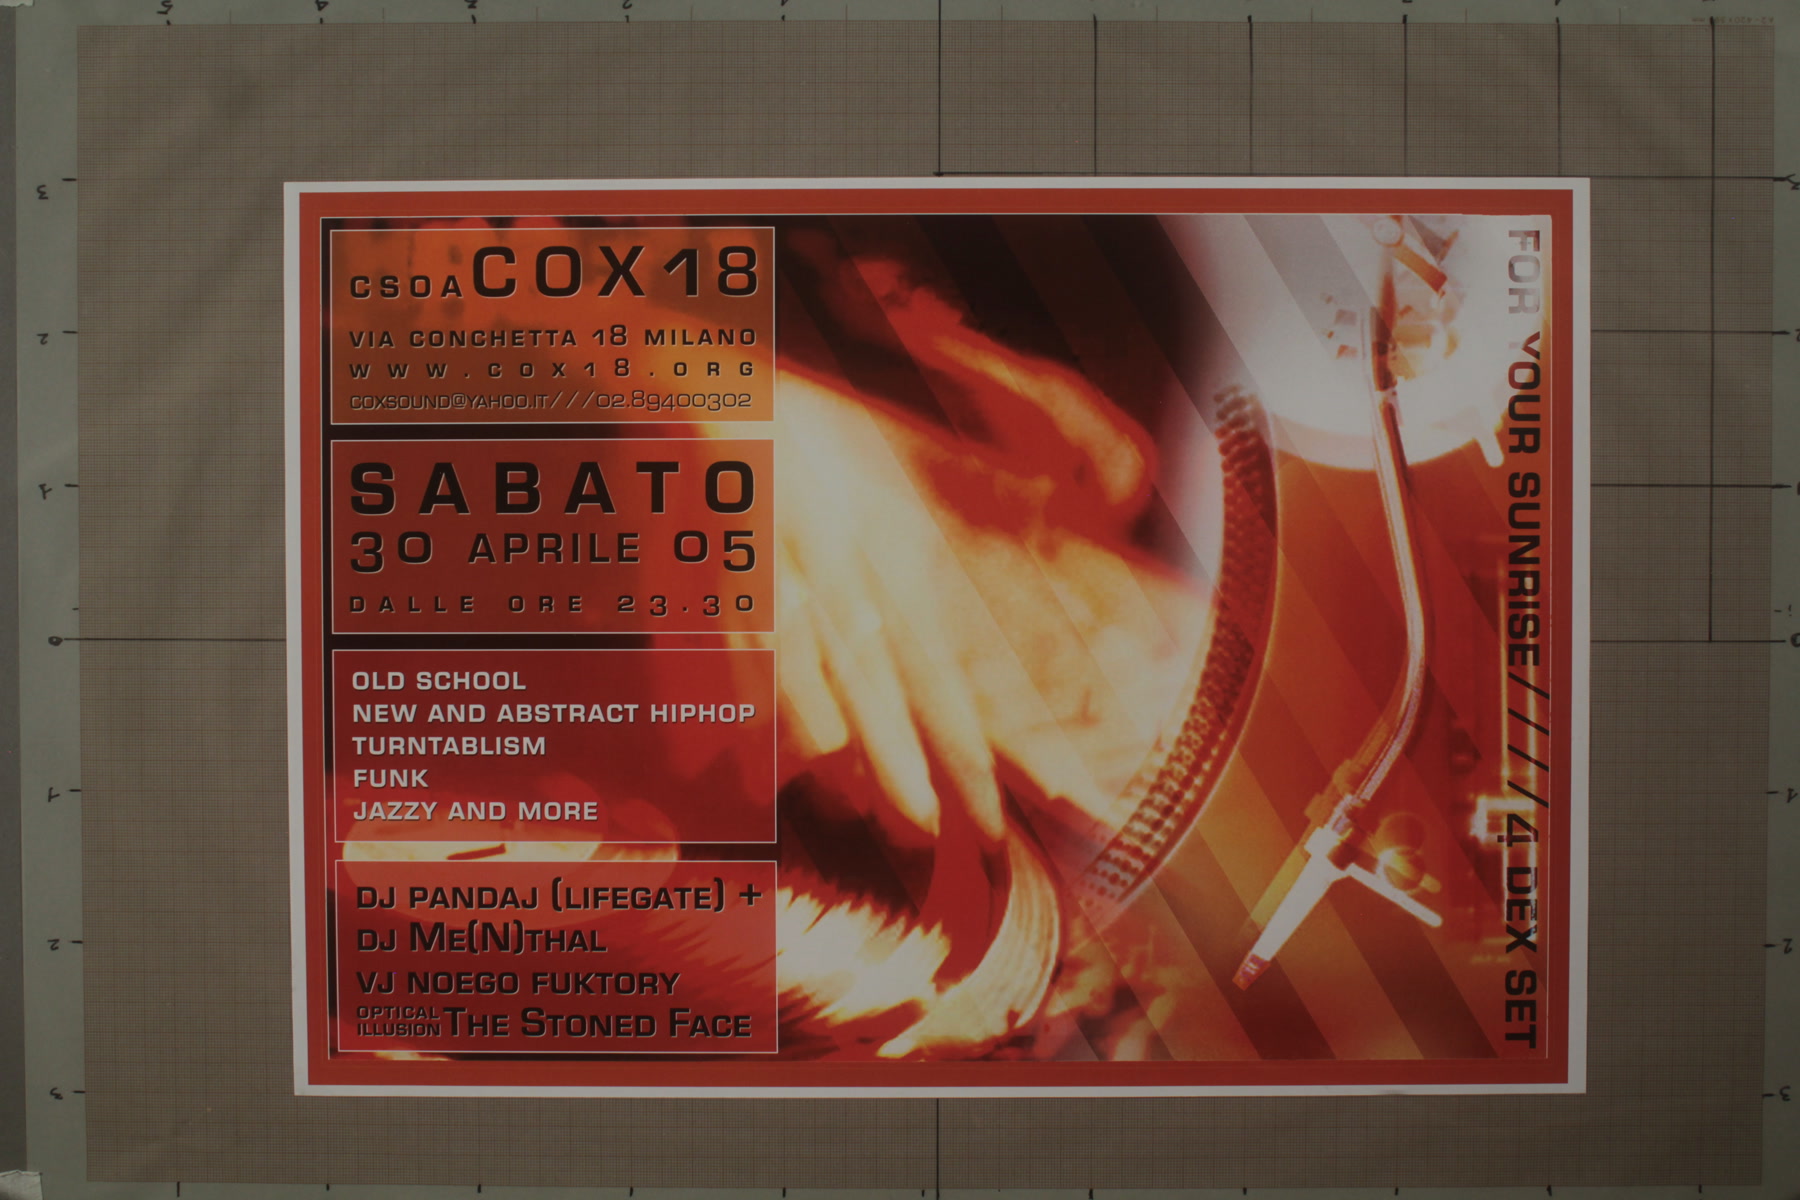 CSOA COX18
VIA CONCHETTA 18 MILANO
WWW.COX18.ORG
COXSOUND@YAHOO.IT///02.89400302
SABATO
30 APRILE 05
DALLE ORE 23.30
OLD SCHOOL
NEW AND ABSTRACT HIPHOP
TURNTABLISM
FUNK
JAZZY AND MORE
DJ PANDAJ (LIFEGATE) +
DJ ME(N)THAL
VJ NOEGO FUKTORY
OPTICAL ILLUSION THE STONED FACE
FOR YOUR SUNRISE////4 DEX SET